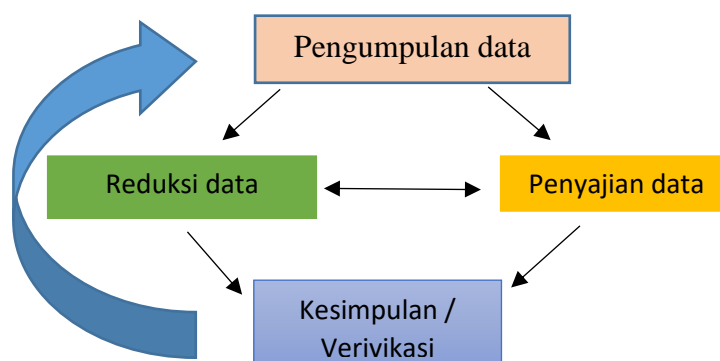 Pengumpulan data
Reduksi data
Penyajian data
Kesimpulan /
Verivikasi